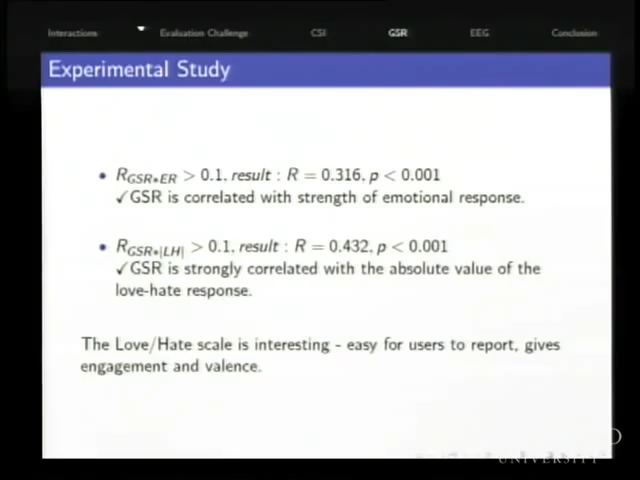 Interactions Evaluation Challenge CSI GSR EEG Conclusion
Experimental Study
• R_GSR∗ER > 0.1, result : R = 0.316, p < 0.001
✓GSR is correlated with strength of emotional response.
• R_GSR∗|LH| > 0.1, result : R = 0.432, p < 0.001
✓GSR is strongly correlated with the absolute value of the
love-hate response.
The Love/Hate scale is interesting - easy for users to report, gives
engagement and valence.
UNIVERSITY